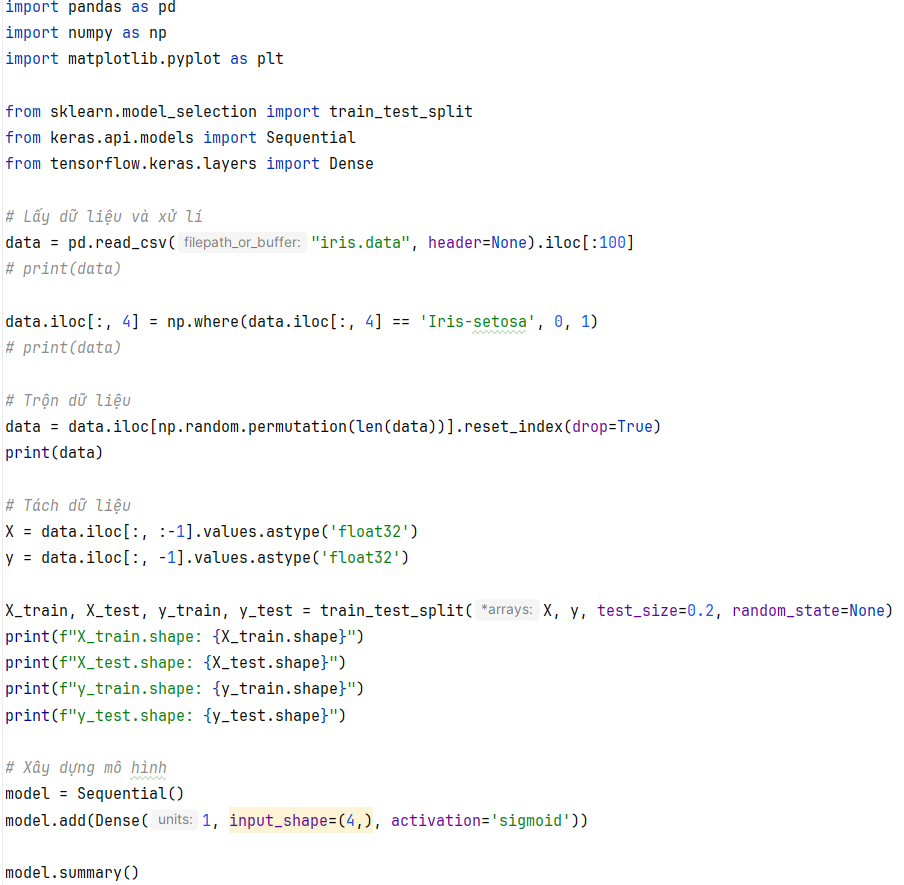 import pandas as pd
import numpy as np
import matplotlib.pyplot as plt
from sklearn.model_selection import train_test_split
from keras.api.models import Sequential
from tensorflow.keras.layers import Dense
# Lấy dữ liệu và xử lí
data = pd.read_csv( filepath_or_buffer: "iris.data", header=None).iloc[:100]
# print(data)
data.iloc[:, 4] = np.where(data.iloc[:, 4] == 'Iris-setosa', 0, 1)
# print(data)
# Trộn dữ liệu
data = data.iloc[np.random.permutation(len(data))].reset_index(drop=True)
print(data)
# Tách dữ liệu
X = data.iloc[:, :-1].values.astype('float32')
y = data.iloc[:, -1].values.astype('float32')
X_train, X_test, y_train, y_test = train_test_split( *arrays: X, y, test_size=0.2, random_state=None)
print(f"X_train.shape: {X_train.shape}")
print(f"X_test.shape: {X_test.shape}")
print(f"y_train.shape: {y_train.shape}")
print(f"y_test.shape: {y_test.shape}")
# Xây dựng mô hình
model = Sequential()
model.add(Dense( units: 1, input_shape=(4,), activation='sigmoid'))
model.summary()